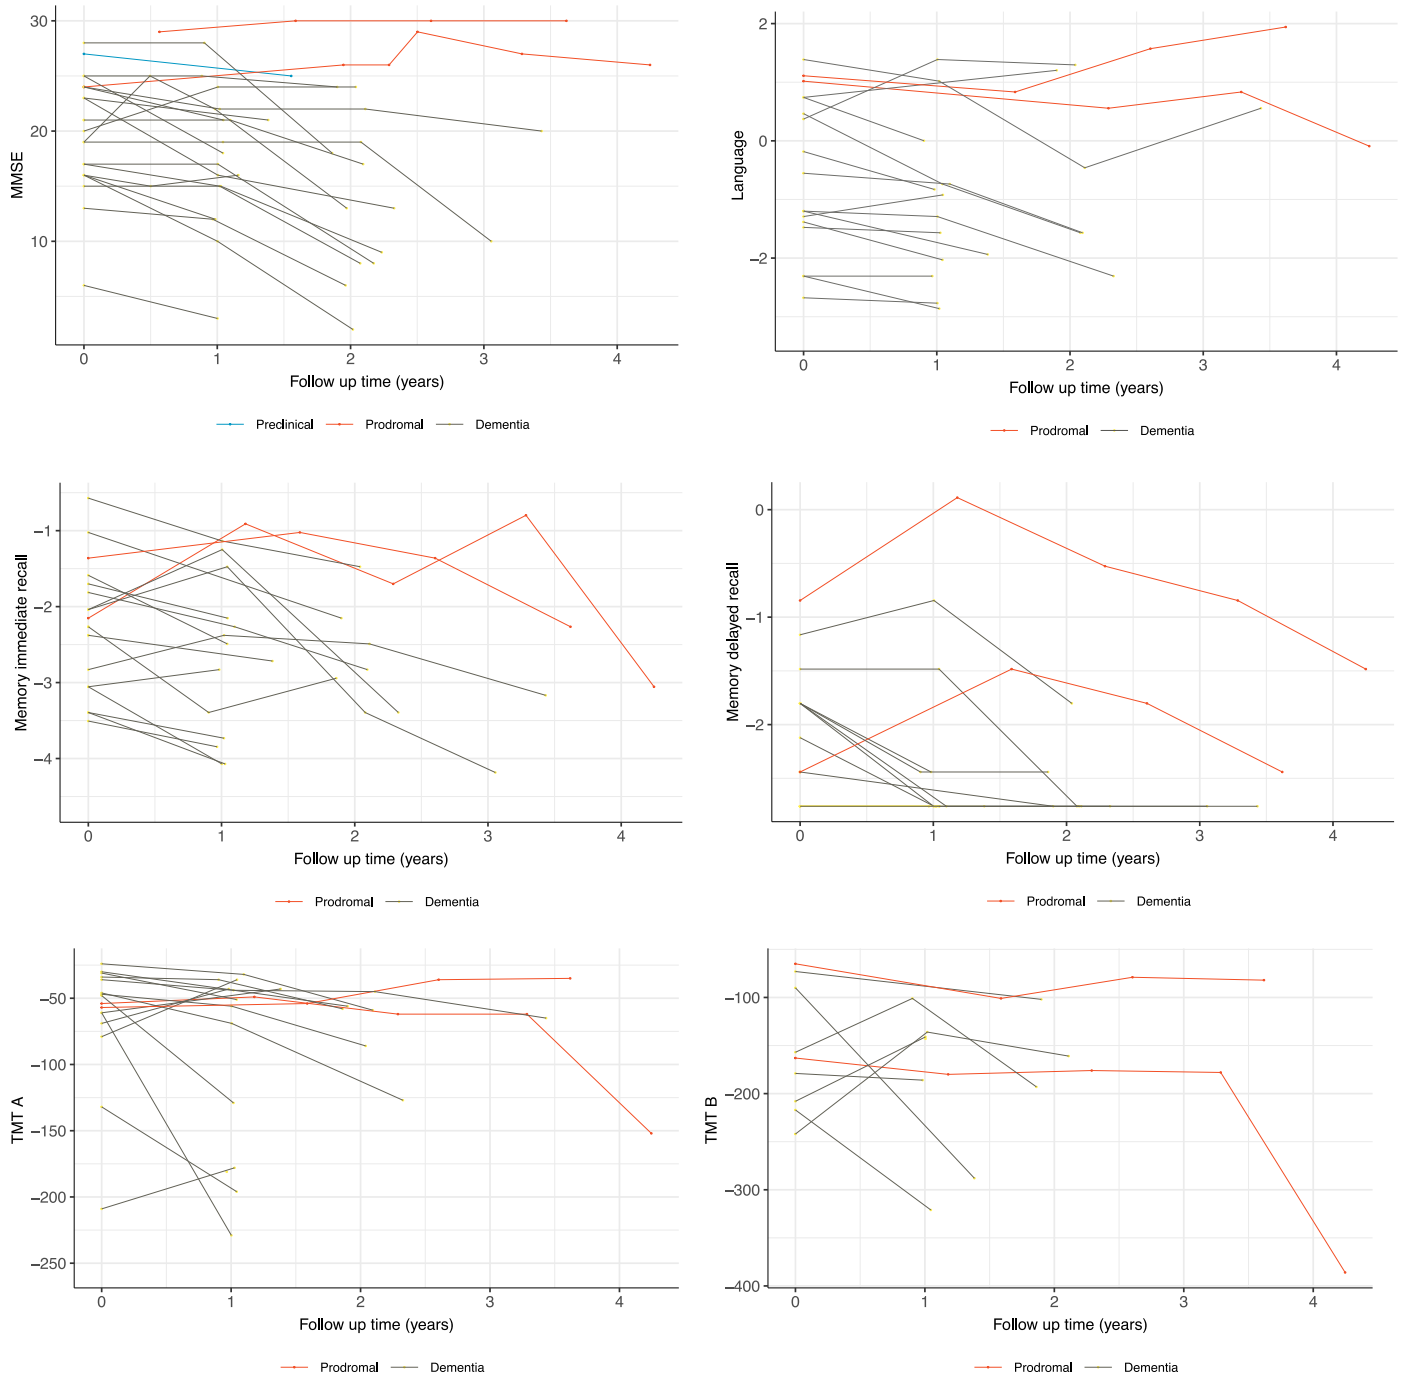 30
20
10
MMSE
0 1 2 3 4
Follow up time (years)
Preclinical Prodromal Dementia
2
0
−2
Language
0 1 2 3 4
Follow up time (years)
Prodromal Dementia
−1
−2
−3
−4
Memory immediate recall
0 1 2 3 4
Follow up time (years)
Prodromal Dementia
0
−1
−2
Memory delayed recall
0 1 2 3 4
Follow up time (years)
Prodromal Dementia
−50
−100
−150
−200
−250
TMT A
0 1 2 3 4
Follow up time (years)
Prodromal Dementia
−100
−200
−300
−400
TMT B
0 1 2 3 4
Follow up time (years)
Prodromal Dementia